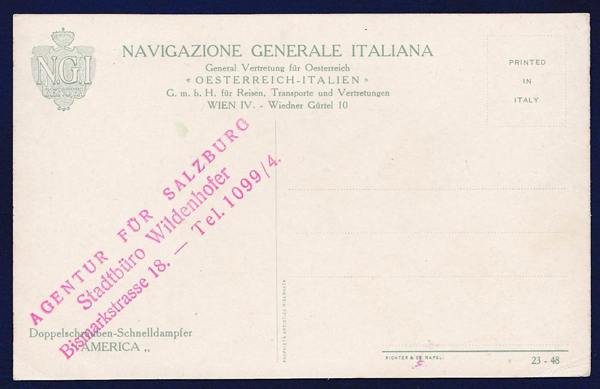 N.G.I
GENOVA
NAVIGAZIONE GENERALE ITALIANA
General Vertretung für Oesterreich
« OESTERREICH-ITALIEN »
G. m. b. H. für Reisen, Transporte und Vertretungen
WIEN IV. - Wiedner Gürtel 10
PRINTED
IN
ITALY
AGENTUR FÜR SALZBURG
Stadtbüro Wildenhofer
Bismarkstrasse 18. — Tel. 1099/4.
Doppelschrauben-Schnelldampfer
„AMERICA„
RICHTER & Co. NAPOLI
23 - 48